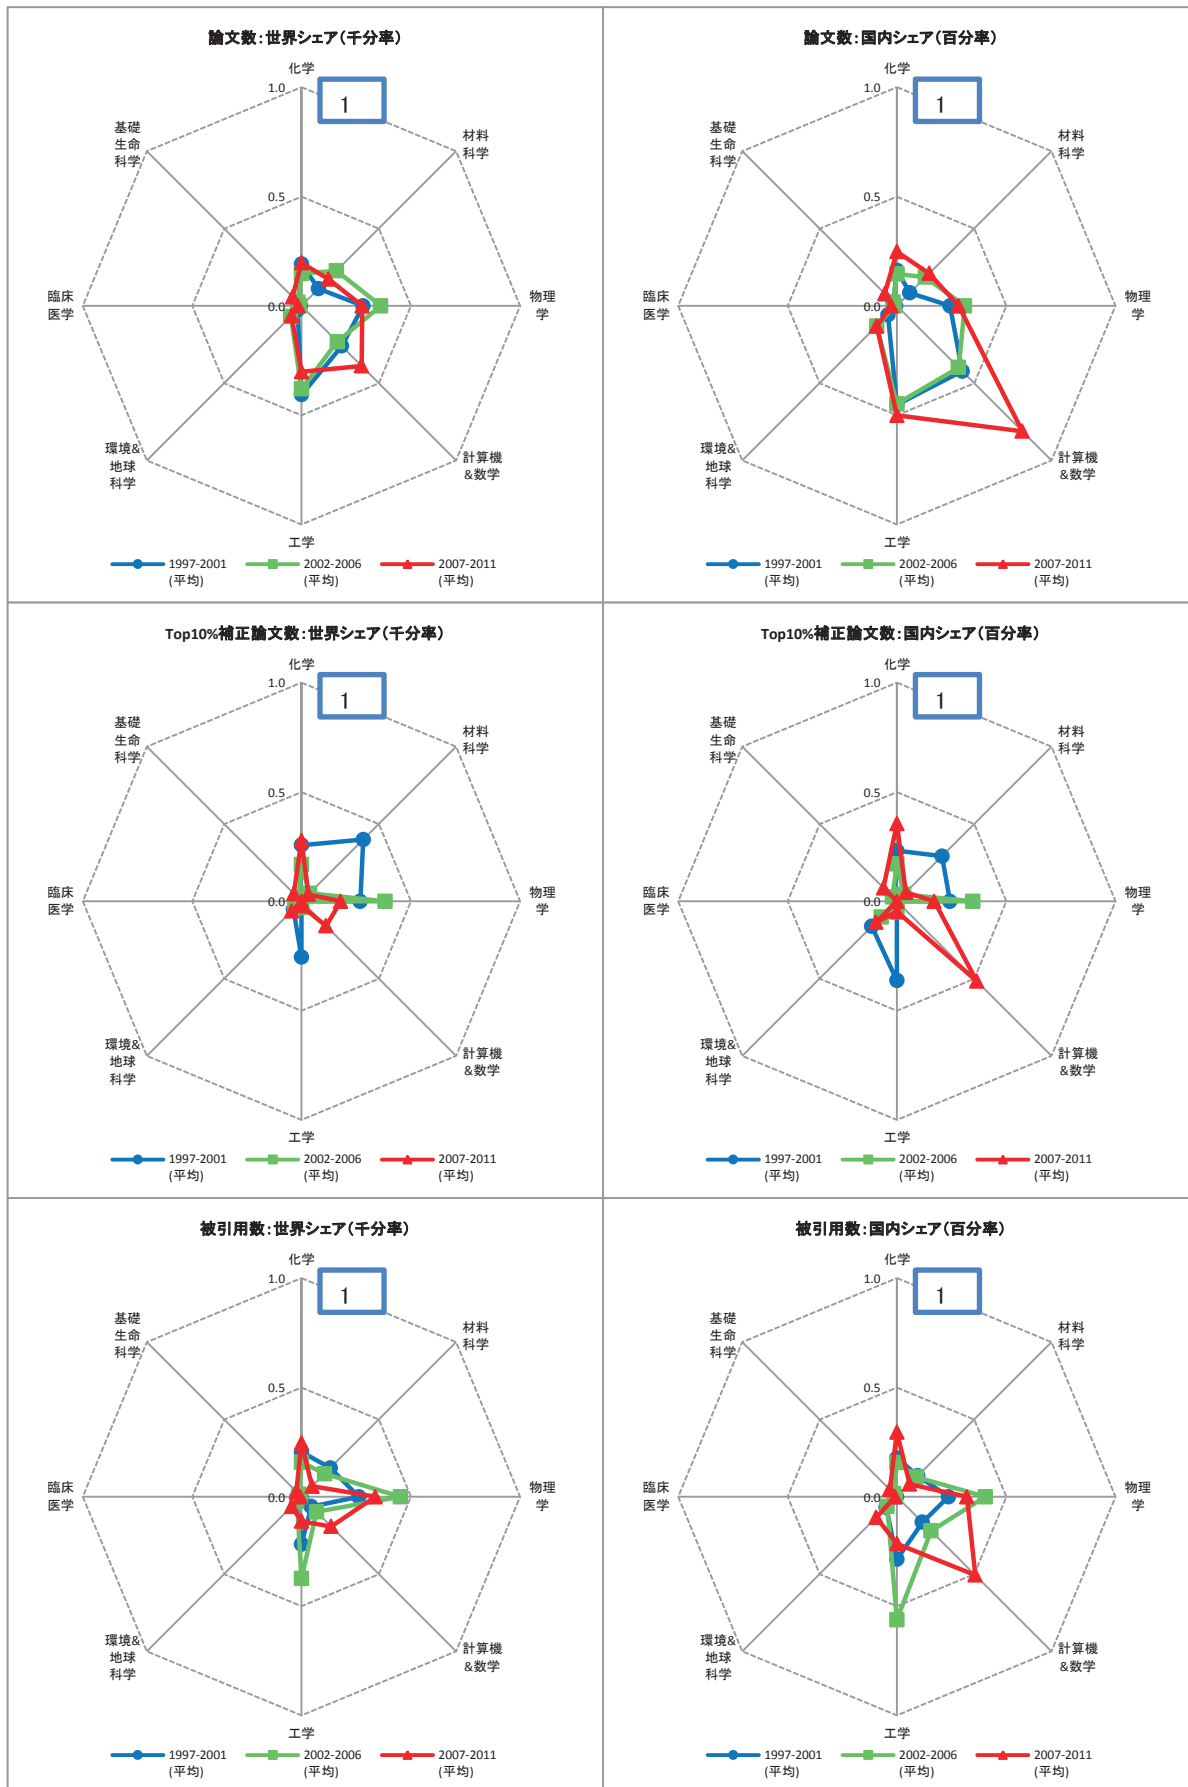 論文数:世界シェア(千分率)
化学
1.0
1
材料
科学
基礎
生命
科学
0.5
臨床
医学
0.0
物理
学
環境&
地球
科学
計算機
&数学
工学
1997-2001
(平均)
2002-2006
(平均)
2007-2011
(平均)
論文数:国内シェア(百分率)
化学
1.0
1
材料
科学
基礎
生命
科学
0.5
臨床
医学
0.0
物理
学
環境&
地球
科学
計算機
&数学
工学
1997-2001
(平均)
2002-2006
(平均)
2007-2011
(平均)
Top10%補正論文数:世界シェア(千分率)
化学
1.0
1
材料
科学
基礎
生命
科学
0.5
臨床
医学
0.0
物理
学
環境&
地球
科学
計算機
&数学
工学
1997-2001
(平均)
2002-2006
(平均)
2007-2011
(平均)
Top10%補正論文数:国内シェア(百分率)
化学
1.0
1
材料
科学
基礎
生命
科学
0.5
臨床
医学
0.0
物理
学
環境&
地球
科学
計算機
&数学
工学
1997-2001
(平均)
2002-2006
(平均)
2007-2011
(平均)
被引用数:世界シェア(千分率)
化学
1.0
1
材料
科学
基礎
生命
科学
0.5
臨床
医学
0.0
物理
学
環境&
地球
科学
計算機
&数学
工学
1997-2001
(平均)
2002-2006
(平均)
2007-2011
(平均)
被引用数:国内シェア(百分率)
化学
1.0
1
材料
科学
基礎
生命
科学
0.5
臨床
医学
0.0
物理
学
環境&
地球
科学
計算機
&数学
工学
1997-2001
(平均)
2002-2006
(平均)
2007-2011
(平均)